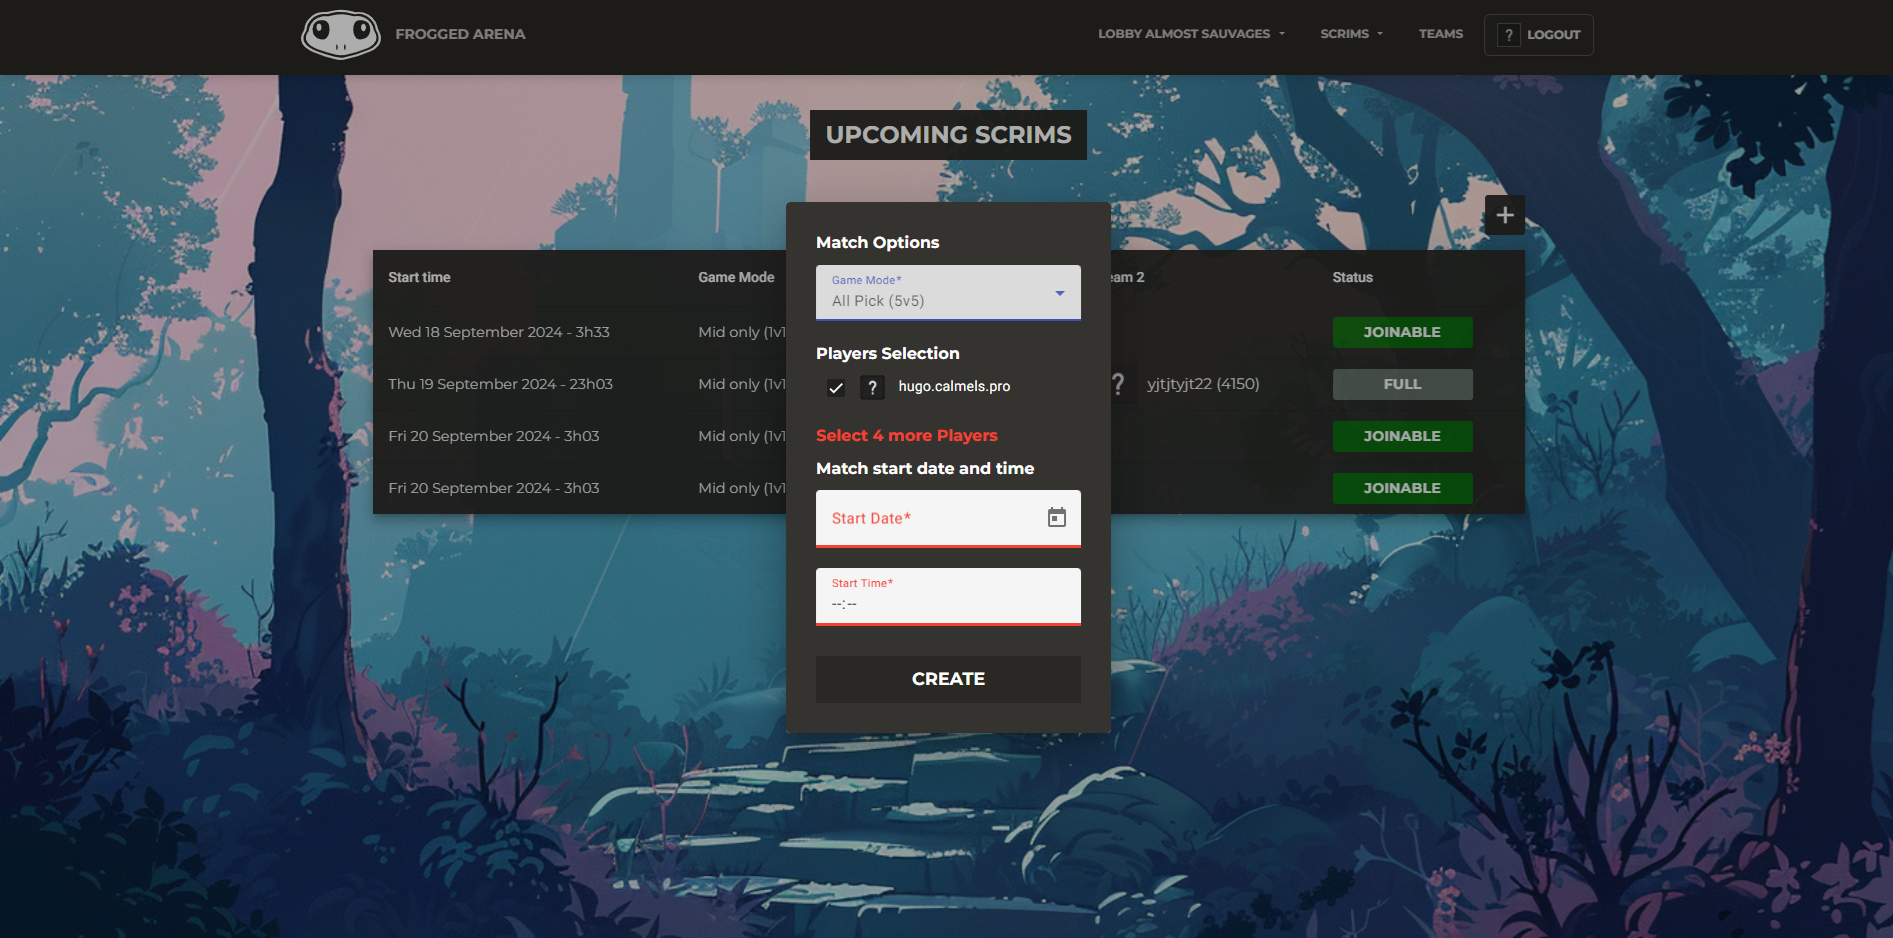 FROGGED ARENA
LOBBY ALMOST SAUVAGES
SCRIMS
TEAMS
? LOGOUT
UPCOMING SCRIMS
+
Start time
Game Mode
eam 2
Status
Wed 18 September 2024 - 3h33
Mid only (1v1
JOINABLE
Thu 19 September 2024 - 23h03
Mid only (1v1
? yjtjtyjt22 (4150)
FULL
Fri 20 September 2024 - 3h03
Mid only (1v1
JOINABLE
Fri 20 September 2024 - 3h03
Mid only (1v1
JOINABLE
Match Options
Game Mode*
All Pick (5v5)
Players Selection
? hugo.calmels.pro
Select 4 more Players
Match start date and time
Start Date*
Start Time*
--:--
CREATE